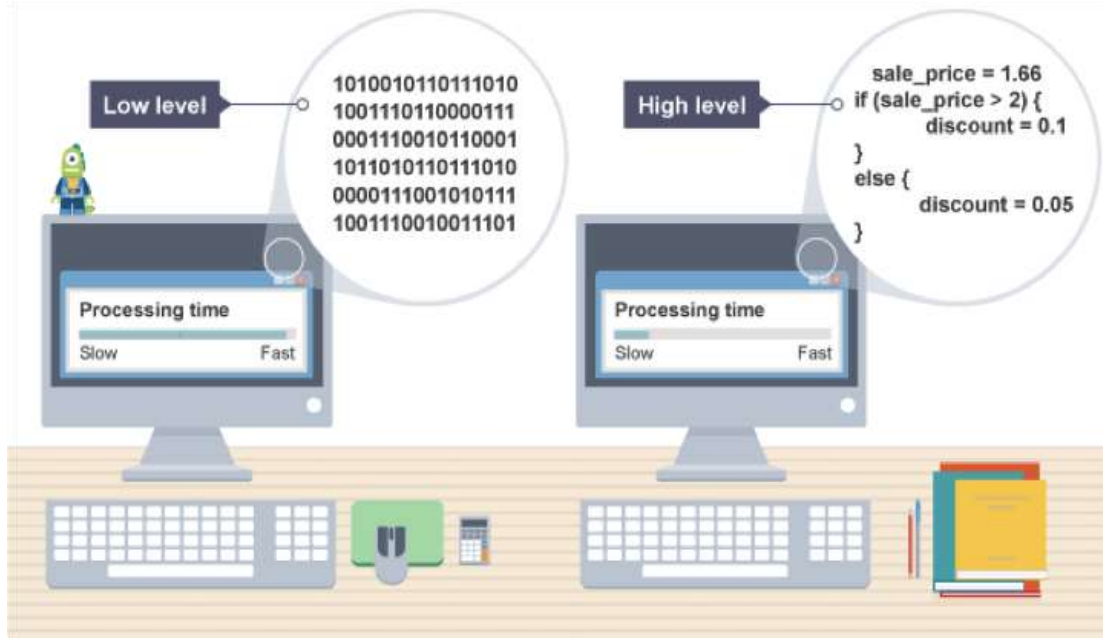 Low level
1010010110111010
1001110110000111
0001110010110001
1011010110111010
0000111001010111
1001110010011101
Processing time
Slow Fast
High level
sale_price = 1.66
if (sale_price > 2) {
discount = 0.1
}
else {
discount = 0.05
}
Processing time
Slow Fast